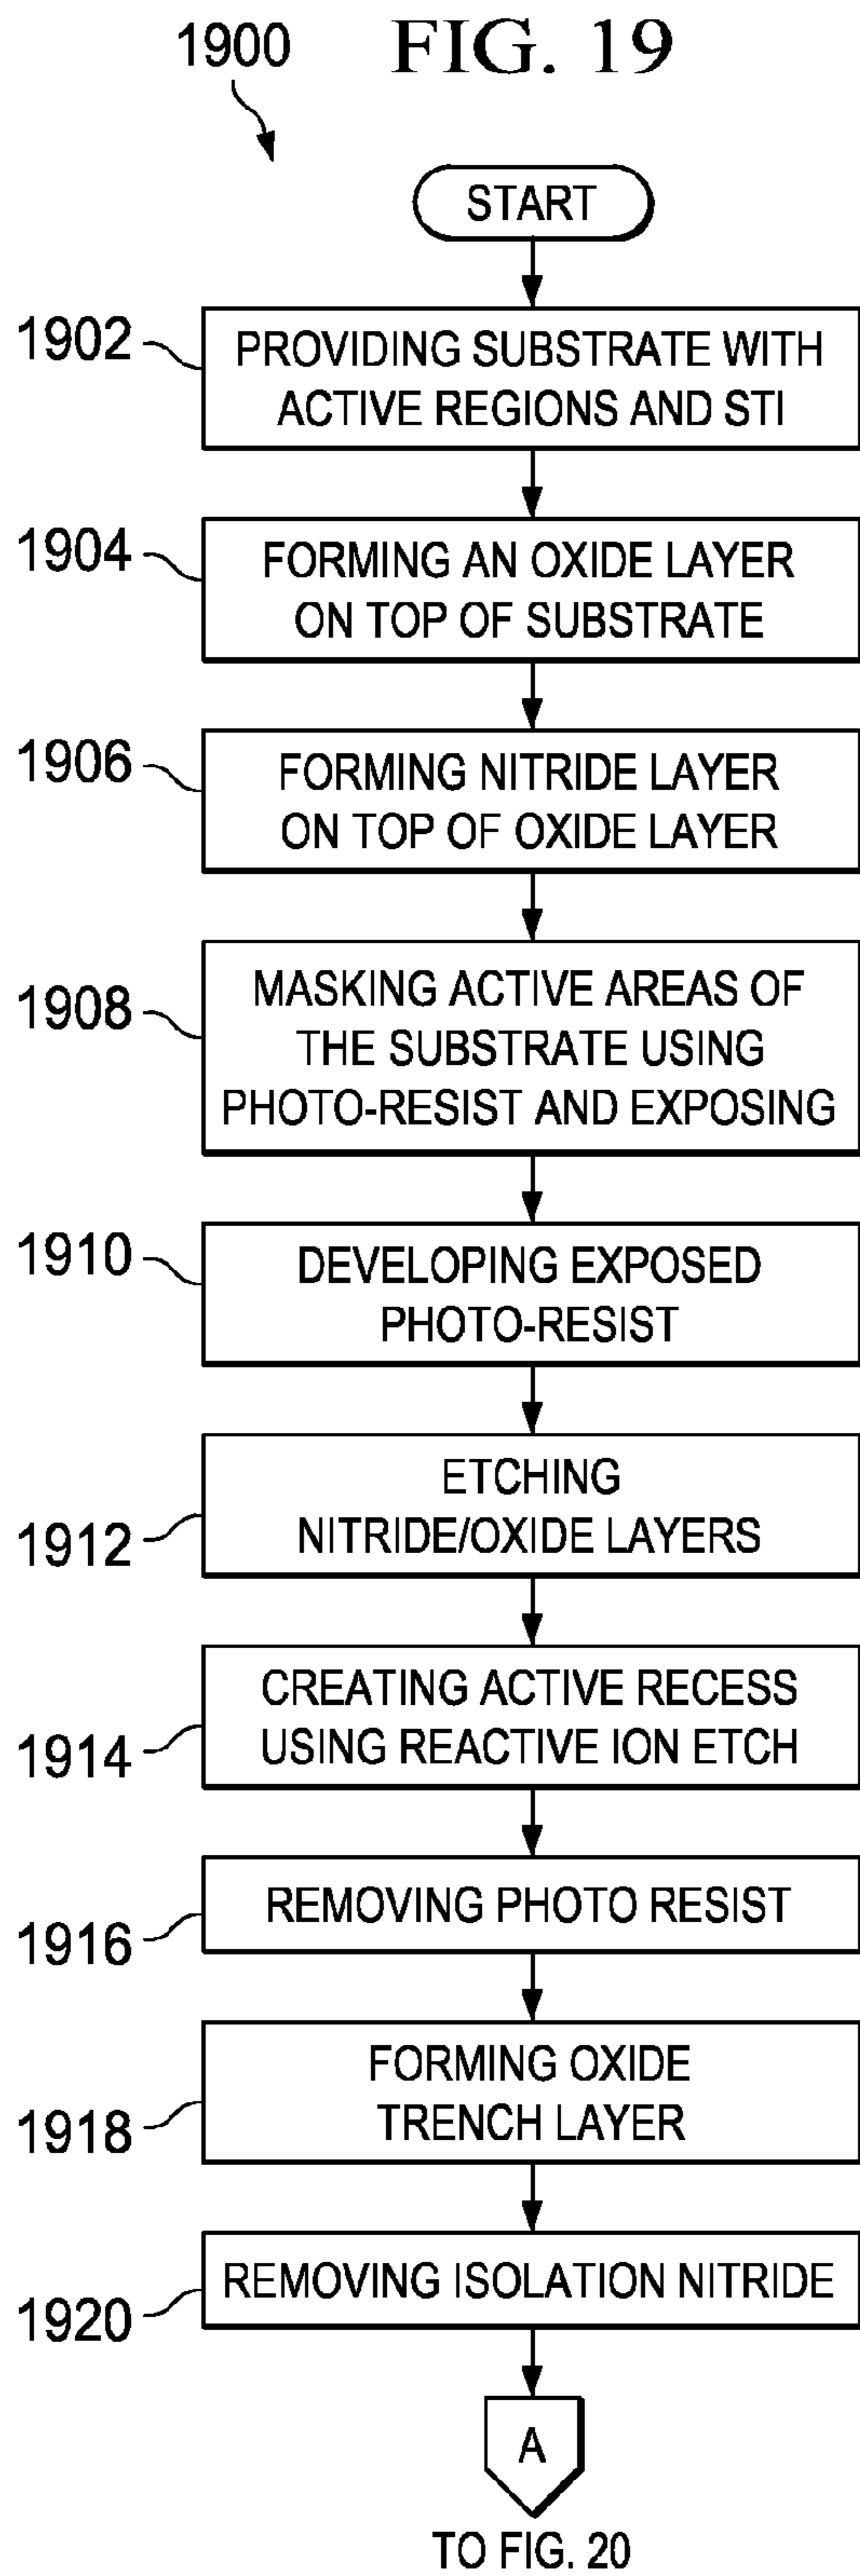 1900 FIG. 19
START
1902
PROVIDING SUBSTRATE WITH
ACTIVE REGIONS AND STI
1904
FORMING AN OXIDE LAYER
ON TOP OF SUBSTRATE
1906
FORMING NITRIDE LAYER
ON TOP OF OXIDE LAYER
1908
MASKING ACTIVE AREAS OF
THE SUBSTRATE USING
PHOTO-RESIST AND EXPOSING
1910
DEVELOPING EXPOSED
PHOTO-RESIST
1912
ETCHING
NITRIDE/OXIDE LAYERS
1914
CREATING ACTIVE RECESS
USING REACTIVE ION ETCH
1916
REMOVING PHOTO RESIST
1918
FORMING OXIDE
TRENCH LAYER
1920
REMOVING ISOLATION NITRIDE
A
TO FIG. 20